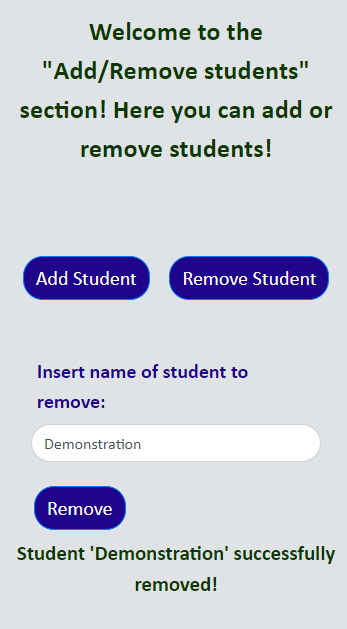 Welcome to the
"Add/Remove students"
section! Here you can add or
remove students!
Add Student
Remove Student
Insert name of student to
remove:
Demonstration
Remove
Student 'Demonstration' successfully
removed!